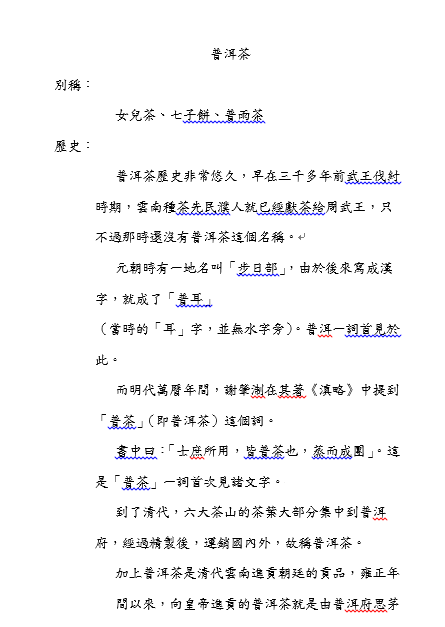 普洱茶
別稱：
女兒茶、七子餅、普雨茶
歷史：
普洱茶歷史非常悠久，早在三千多年前武王伐紂
時期，雲南種茶先民濮人就已經獻茶給周武王，只
不過那時還沒有普洱茶這個名稱。
元朝時有一地名叫「步日部」，由於後來寫成漢
字，就成了「普耳」
（當時的「耳」字，並無水字旁）。普洱一詞首見於
此。
而明代萬曆年間，謝肇淛在其著《滇略》中提到
「普茶」（即普洱茶）這個詞。
書中曰：「士庶所用，皆普茶也，蒸而成團」。這
是「普茶」一詞首次見諸文字。
到了清代，六大茶山的茶葉大部分集中到普洱
府，經過精製後，運銷國內外，故稱普洱茶。
加上普洱茶是清代雲南進貢朝廷的貢品，雍正年
間以來，向皇帝進貢的普洱茶就是由普洱府思茅